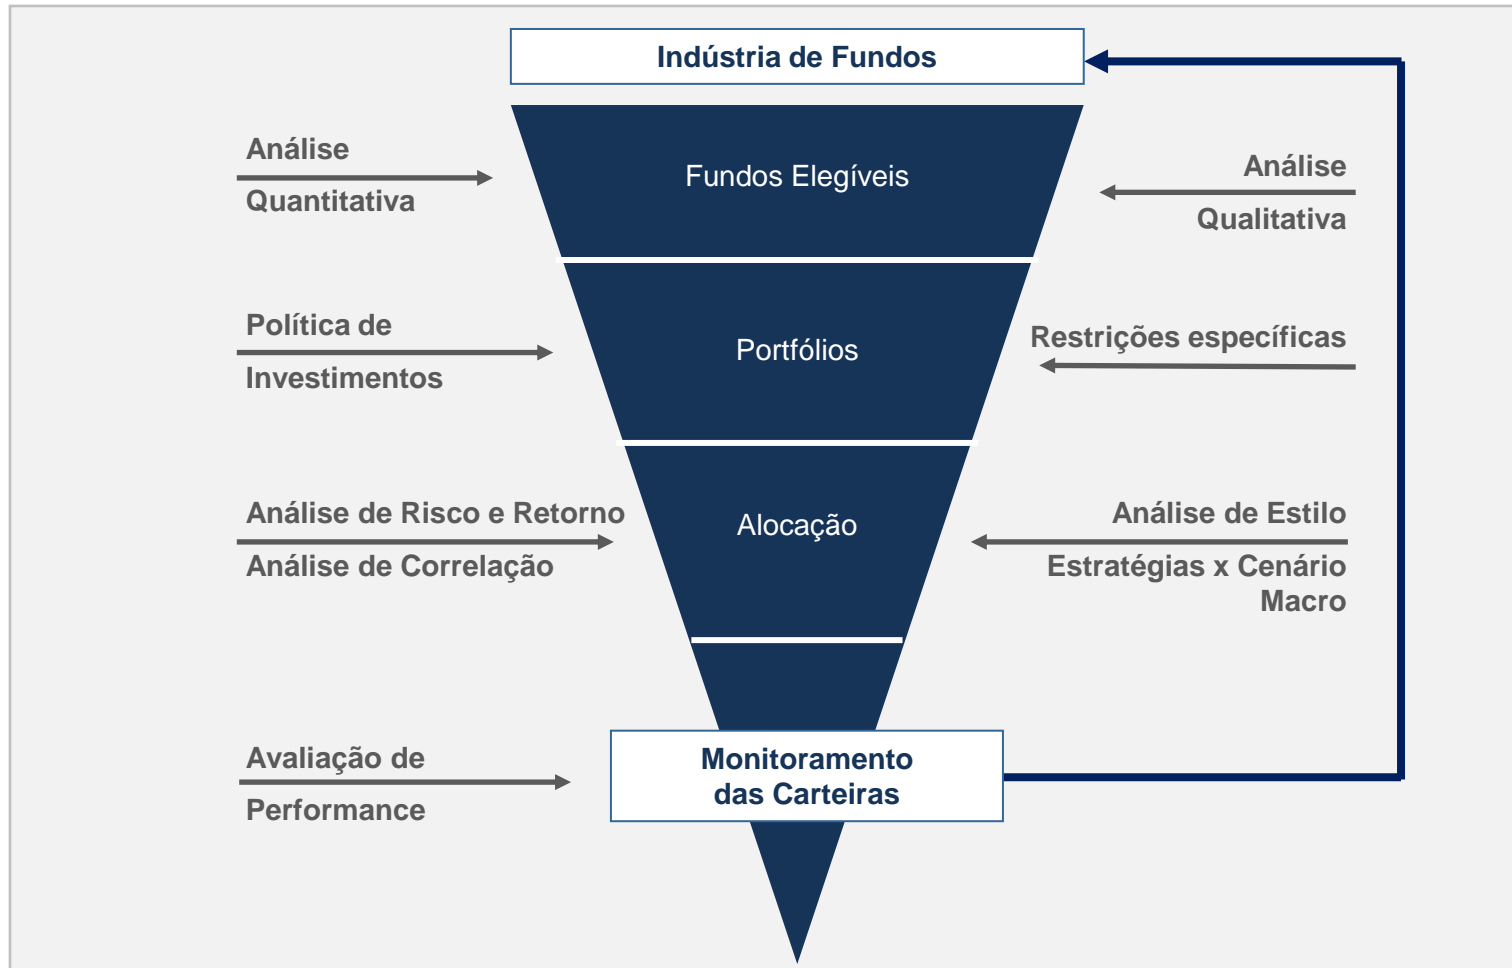 Indústria de Fundos
Análise
Quantitativa
Fundos Elegíveis
Análise
Qualitativa
Política de
Investimentos
Portfólios
Restrições específicas
Análise de Risco e Retorno
Análise de Correlação
Alocação
Análise de Estilo
Estratégias x Cenário
Macro
Avaliação de
Performance
Monitoramento
das Carteiras